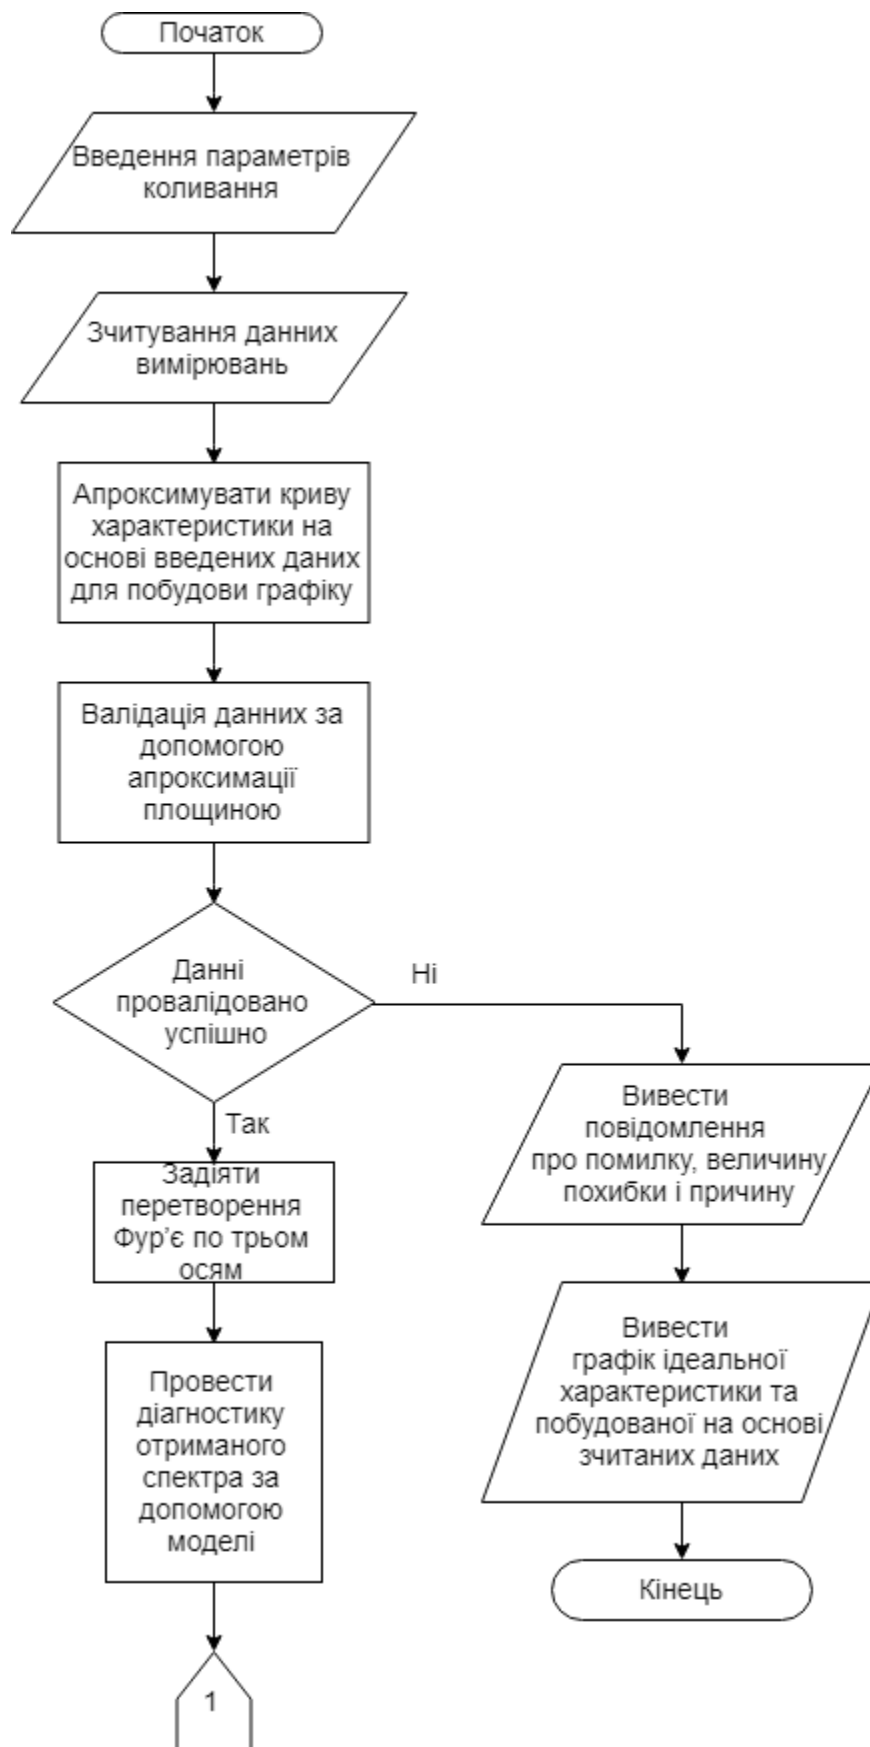 Початок
Введення параметрів
коливання
Зчитування данних
вимірювань
Апроксимувати криву
характеристики на
основі введених даних
для побудови графіку
Валідація данних за
допомогою
апроксимації
площиною
Данні
провалідовано
успішно
Ні
Так
Задіяти
перетворення
Фур'є по трьом
осям
Провести
діагностику
отриманого
спектра за
допомогою
моделі
1
Вивести
повідомлення
про помилку, величину
похибки і причину
Вивести
графік ідеальної
характеристики та
побудованої на основі
зчитаних даних
Кінець